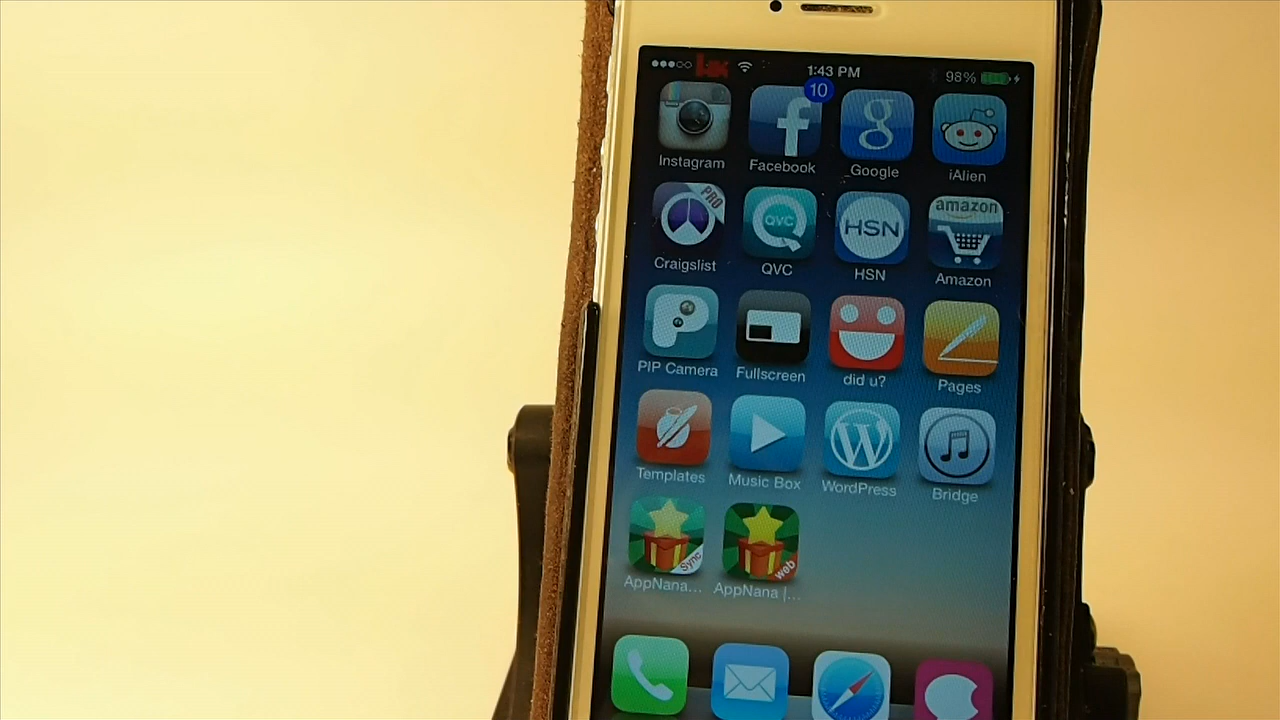 1:43 PM 98%
10
Instagram Facebook Google iAlien
PRO QVC HSN amazon
Craigslist QVC HSN Amazon
PIP Camera Fullscreen did u? Pages
Templates Music Box WordPress Bridge
Sync web
AppNana... AppNana |...